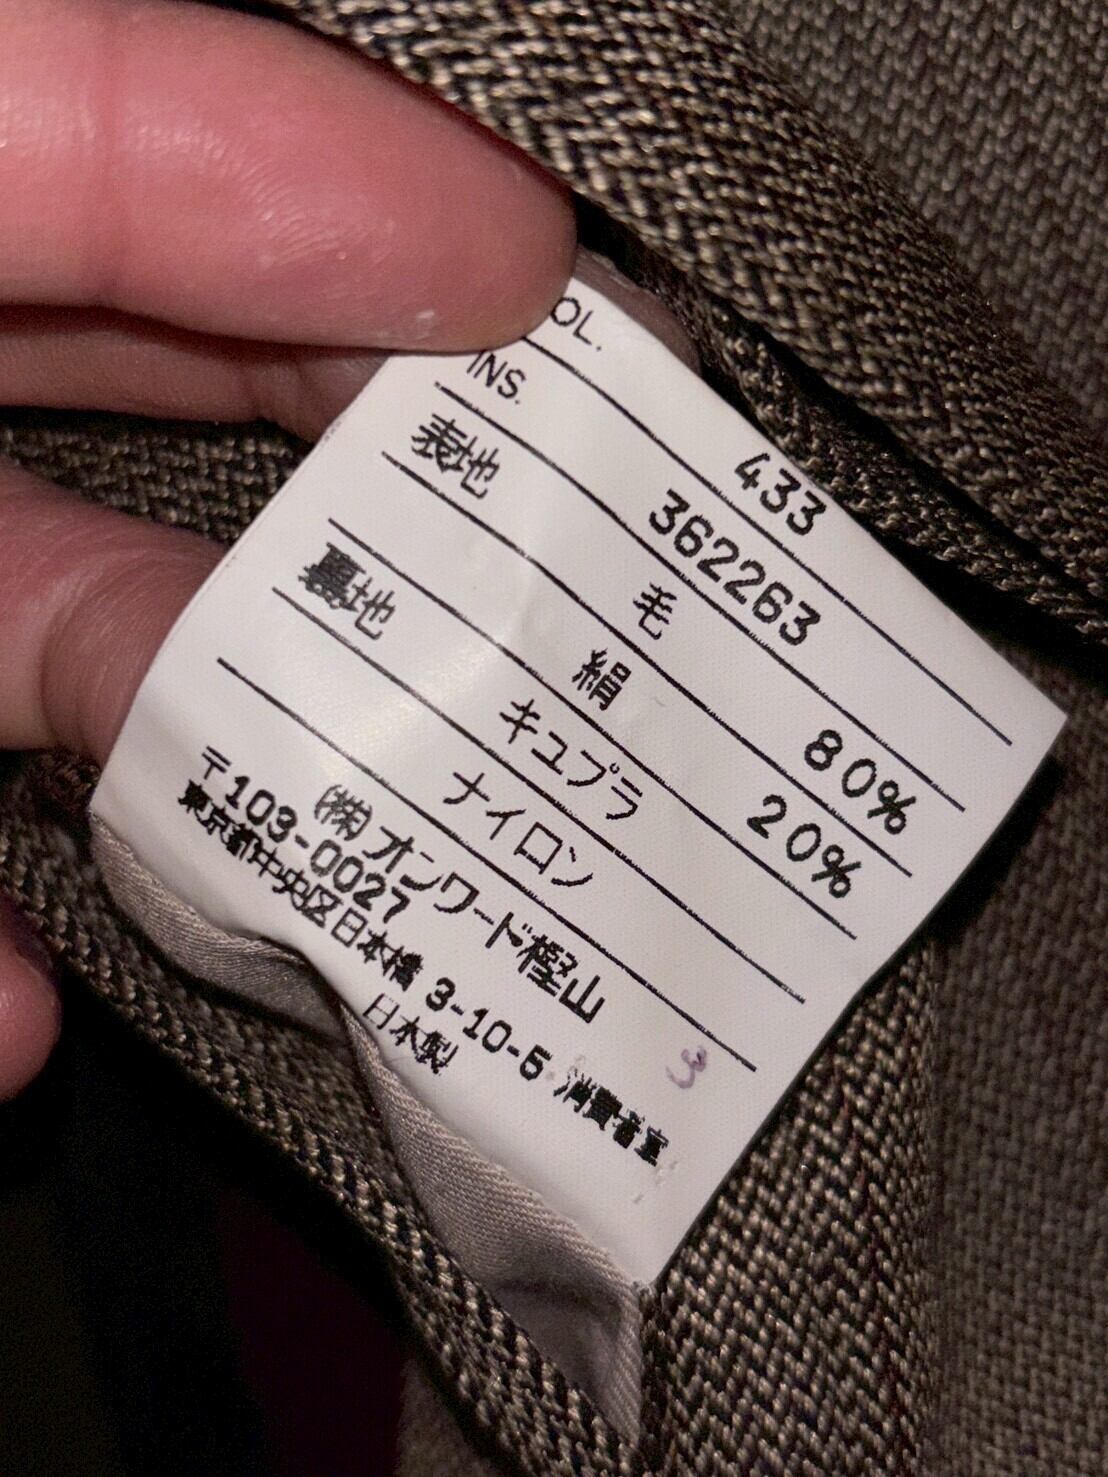 OL. 433
INS. 362263
表地 毛 80%
絹 20%
裏地 キュプラ
ナイロン
(株)オンワード樫山
〒103-0027
東京都中央区日本橋 3-10-5 消費者室
日本製
3